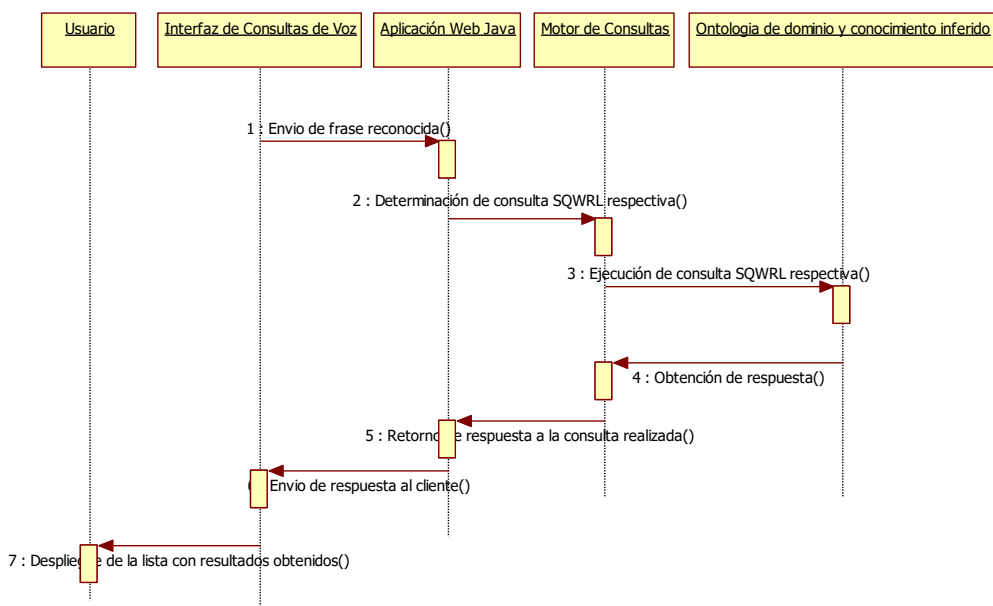 Usuario
Interfaz de Consultas de Voz
Aplicación Web Java
Motor de Consultas
Ontologia de dominio y conocimiento inferido
1 : Envio de frase reconocida()
2 : Determinación de consulta SQWRL respectiva()
3 : Ejecución de consulta SQWRL respectiva()
4 : Obtención de respuesta()
5 : Retorno de respuesta a la consulta realizada()
Envio de respuesta al cliente()
7 : Despliegue de la lista con resultados obtenidos()